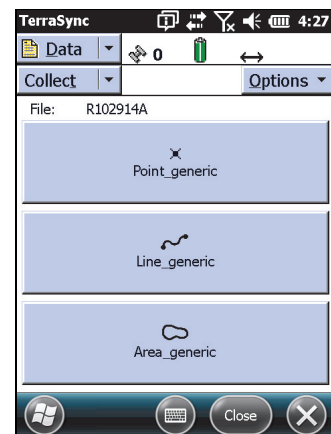 TerraSync 4:27
Data 0
Collect Options
File: R102914A
Point_generic
Line_generic
Area_generic
Close